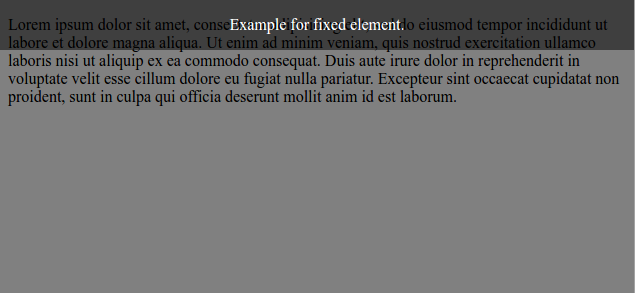 Example for fixed element.
Lorem ipsum dolor sit amet, do eiusmod tempor incididunt ut
labore et dolore magna aliqua. Ut enim ad minim veniam, quis nostrud exercitation ullamco
laboris nisi ut aliquip ex ea commodo consequat. Duis aute irure dolor in reprehenderit in
voluptate velit esse cillum dolore eu fugiat nulla pariatur. Excepteur sint occaecat cupidatat non
proident, sunt in culpa qui officia deserunt mollit anim id est laborum.